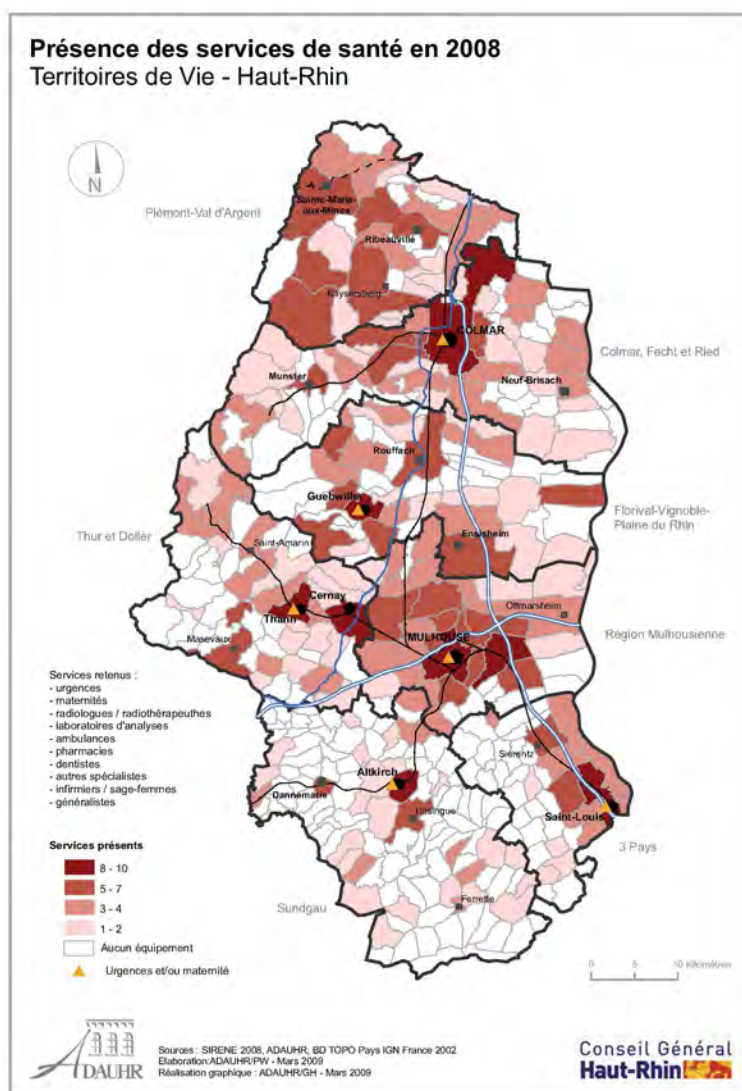 Présence des services de santé en 2008
Territoires de Vie - Haut-Rhin
N
Piémont-Val d'Argent
Sainte-Marie-
aux-Mines
Ribeauvillé
Kaysersberg
COLMAR
Colmar, Fecht et Ried
Munster
Neuf-Brisach
Rouffach
Guebwiller
Florival-Vignoble-
Plaine du Rhin
Thur et Doller
Saint-Amarin
Ensisheim
Cernay
Thann
Ottmarsheim
Région Mulhousienne
MULHOUSE
Masevaux
Services retenus :
- urgences
- maternités
- radiologues / radiothérapeuthes
- laboratoires d'analyses
- ambulances
- pharmacies
- dentistes
- autres spécialistes
- infirmiers / sage-femmes
- généralistes
Sierentz
Altkirch
Dannemarie
Hirsingue
Saint-Louis
3 Pays
Sundgau
Ferrette
Services présents
8 - 10
5 - 7
3 - 4
1 - 2
Aucun équipement
Urgences et/ou maternité
0 5 10 Kilomètres
ADAUHR
Sources : SIRENE 2008, ADAUHR, BD TOPO Pays IGN France 2002
Elaboration:ADAUHR/PW - Mars 2009
Réalisation graphique : ADAUHR/GH - Mars 2009
Conseil Général
Haut-Rhin